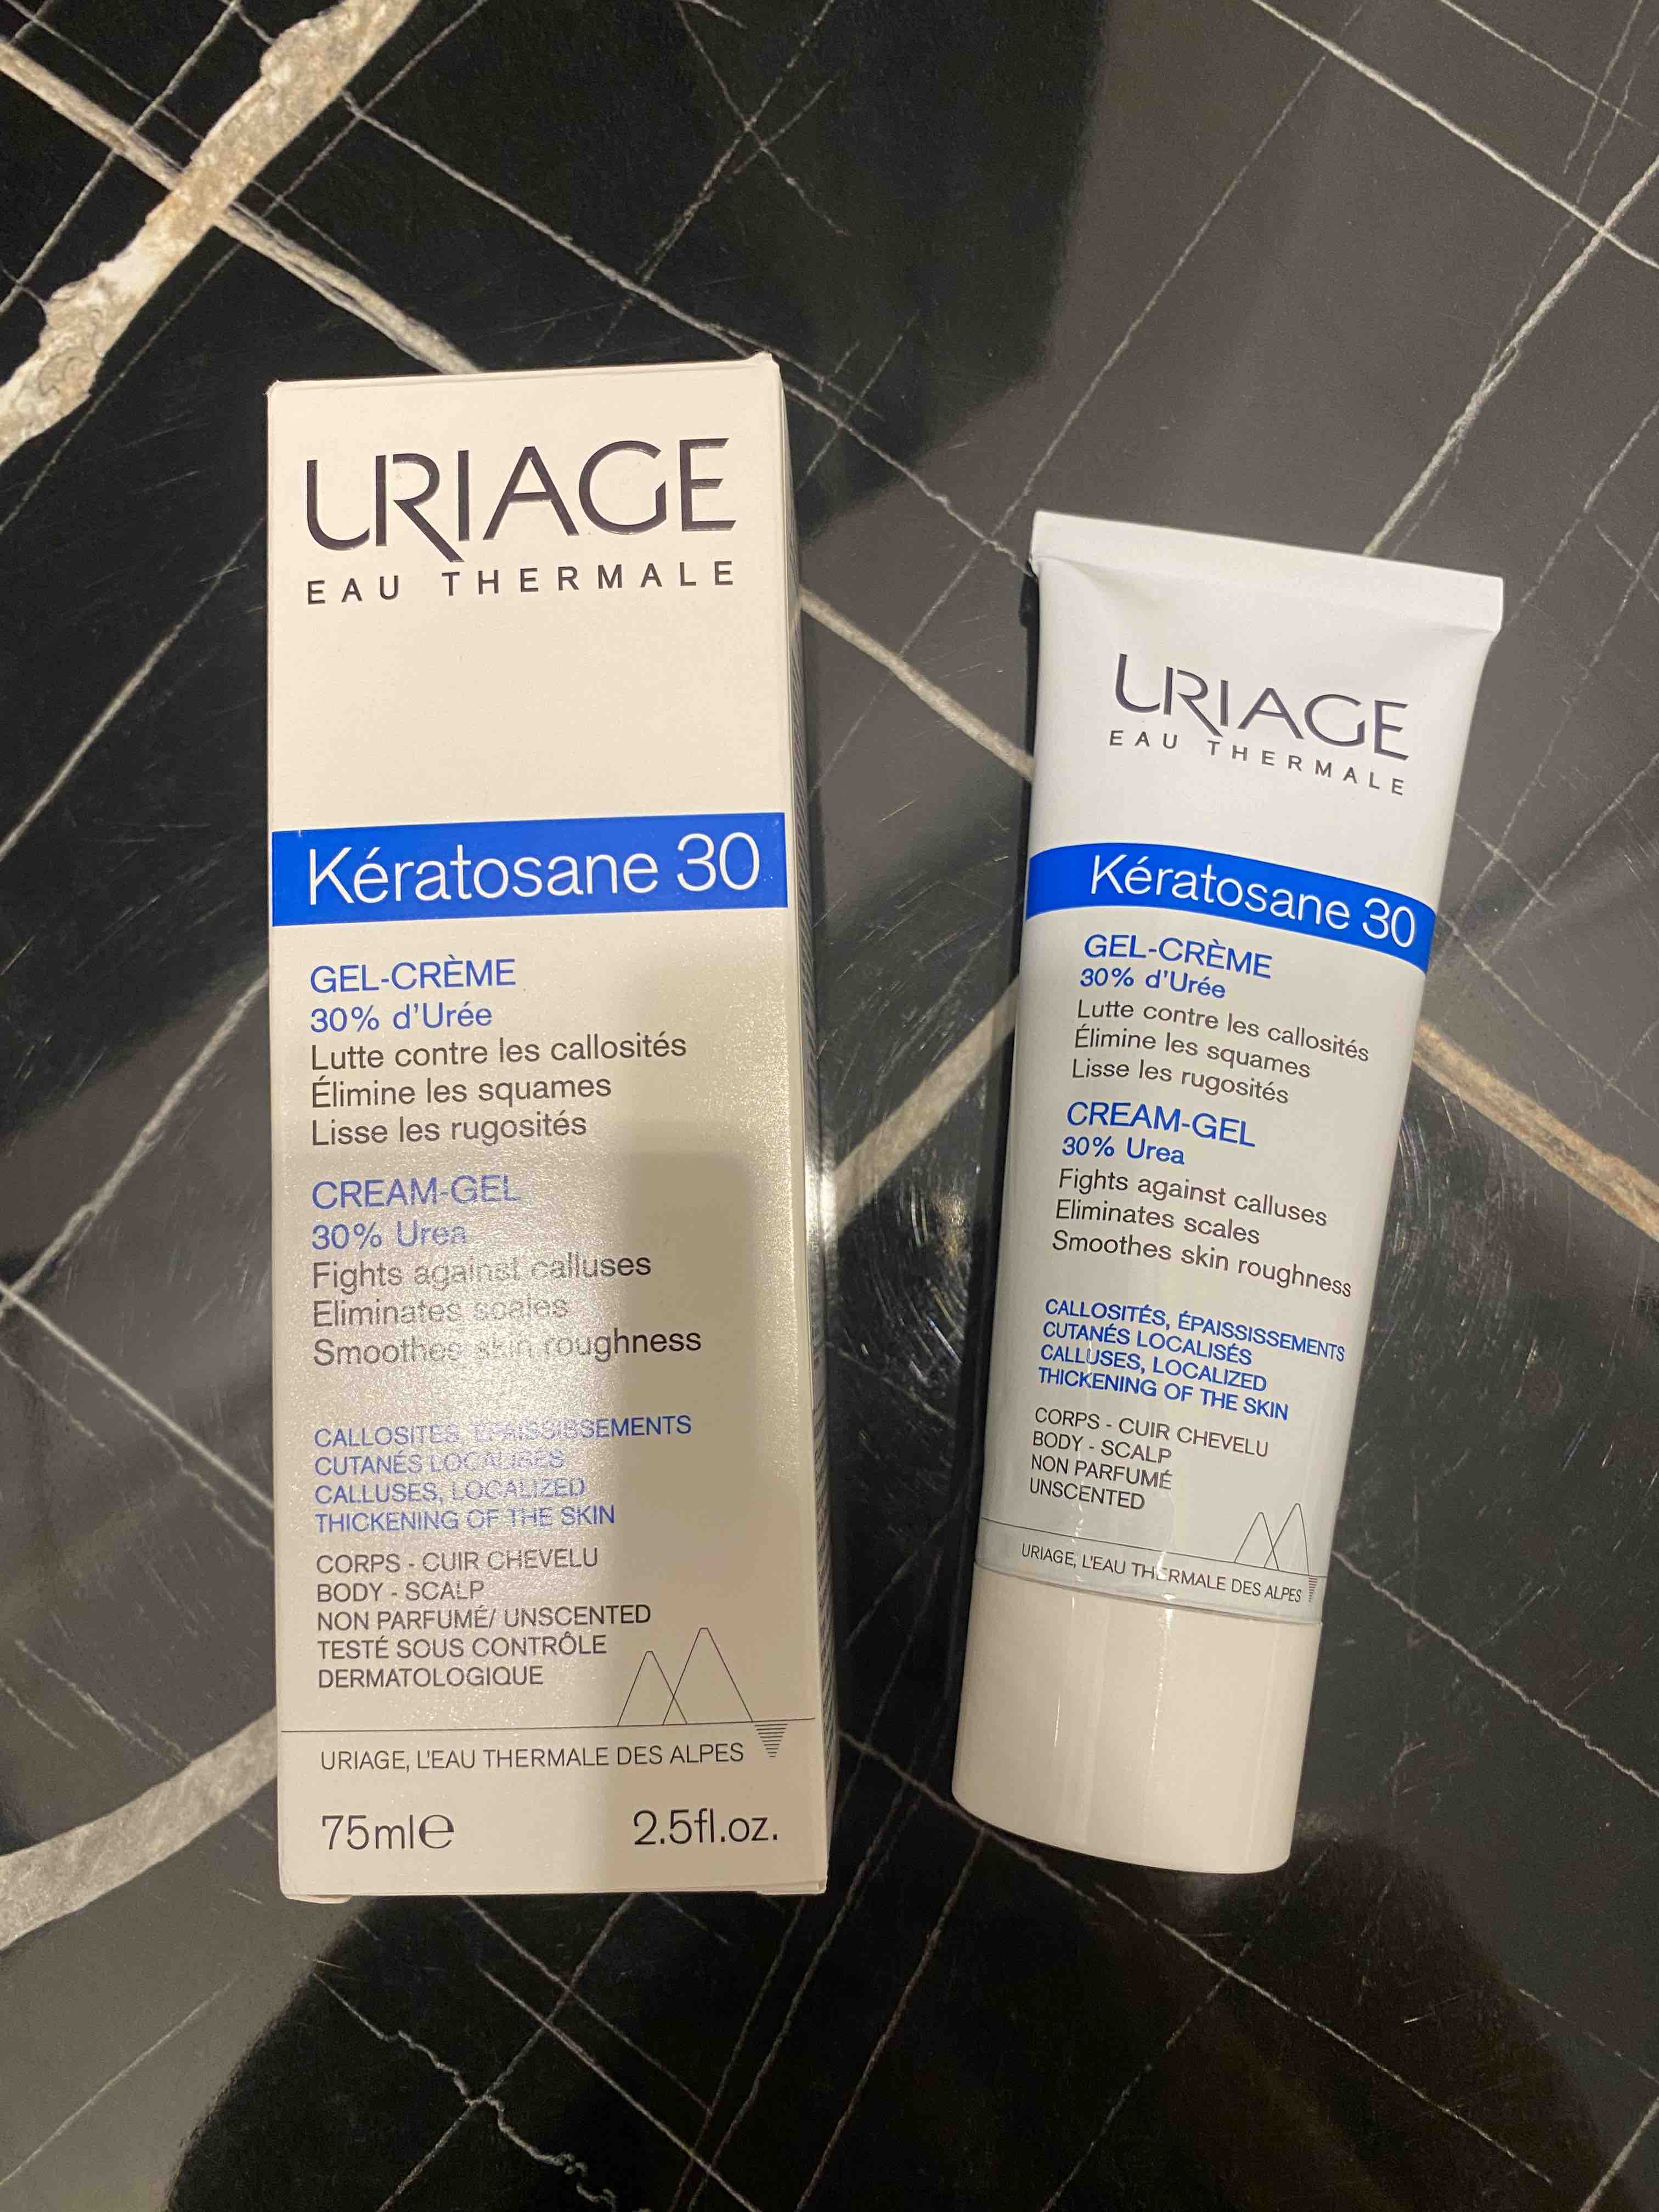 URIAGE
EAU THERMALE
Kératosane 30
GEL-CRÈME
30% d'Urée
Lutte contre les callosités
Élimine les squames
Lisse les rugosités
CREAM-GEL
30% Urea
Fights against calluses
Eliminates scales
Smoothes skin roughness
CALLOSITÉS, ÉPAISSISSEMENTS
CUTANÉS LOCALISÉS
CALLUSES, LOCALIZED
THICKENING OF THE SKIN
CORPS - CUIR CHEVELU
BODY - SCALP
NON PARFUMÉ/ UNSCENTED
TESTÉ SOUS CONTRÔLE
DERMATOLOGIQUE
URIAGE, L'EAU THERMALE DES ALPES
75ml℮ 2.5fl.oz.
URIAGE
EAU THERMALE
Kératosane 30
GEL-CRÈME
30% d'Urée
Lutte contre les callosités
Élimine les squames
Lisse les rugosités
CREAM-GEL
30% Urea
Fights against calluses
Eliminates scales
Smoothes skin roughness
CALLOSITÉS, ÉPAISSISSEMENTS
CUTANÉS LOCALISÉS
CALLUSES, LOCALIZED
THICKENING OF THE SKIN
CORPS - CUIR CHEVELU
BODY - SCALP
NON PARFUMÉ
UNSCENTED
URIAGE, L'EAU THERMALE DES ALPES